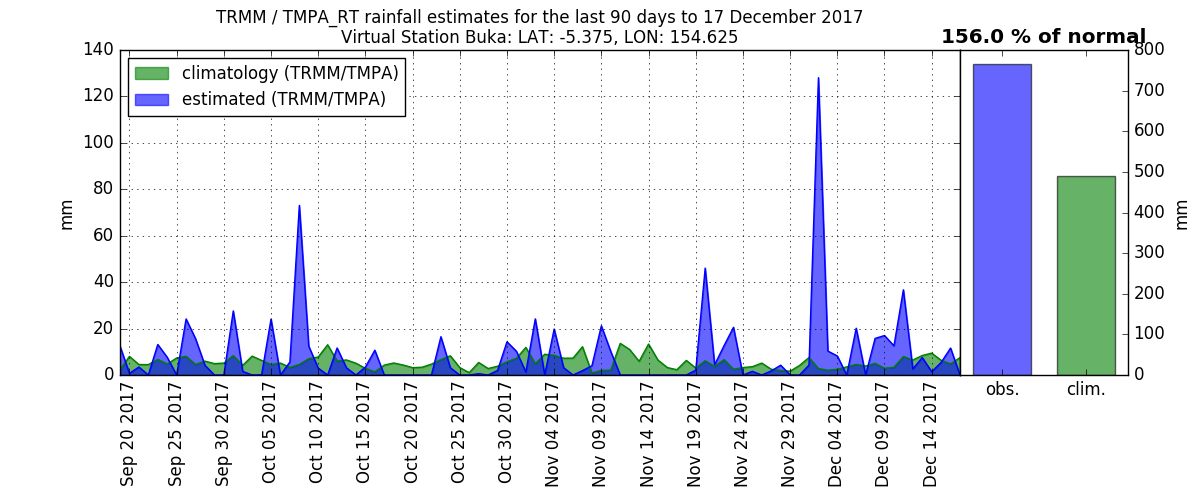 TRMM / TMPA_RT rainfall estimates for the last 90 days to 17 December 2017
Virtual Station Buka: LAT: -5.375, LON: 154.625
156.0 % of normal
climatology (TRMM/TMPA)
estimated (TRMM/TMPA)
140
120
100
80
60
40
20
0
mm
Sep 20 2017
Sep 25 2017
Sep 30 2017
Oct 05 2017
Oct 10 2017
Oct 15 2017
Oct 20 2017
Oct 25 2017
Oct 30 2017
Nov 04 2017
Nov 09 2017
Nov 14 2017
Nov 19 2017
Nov 24 2017
Nov 29 2017
Dec 04 2017
Dec 09 2017
Dec 14 2017
obs.
clim.
800
700
600
500
400
300
200
100
0
mm